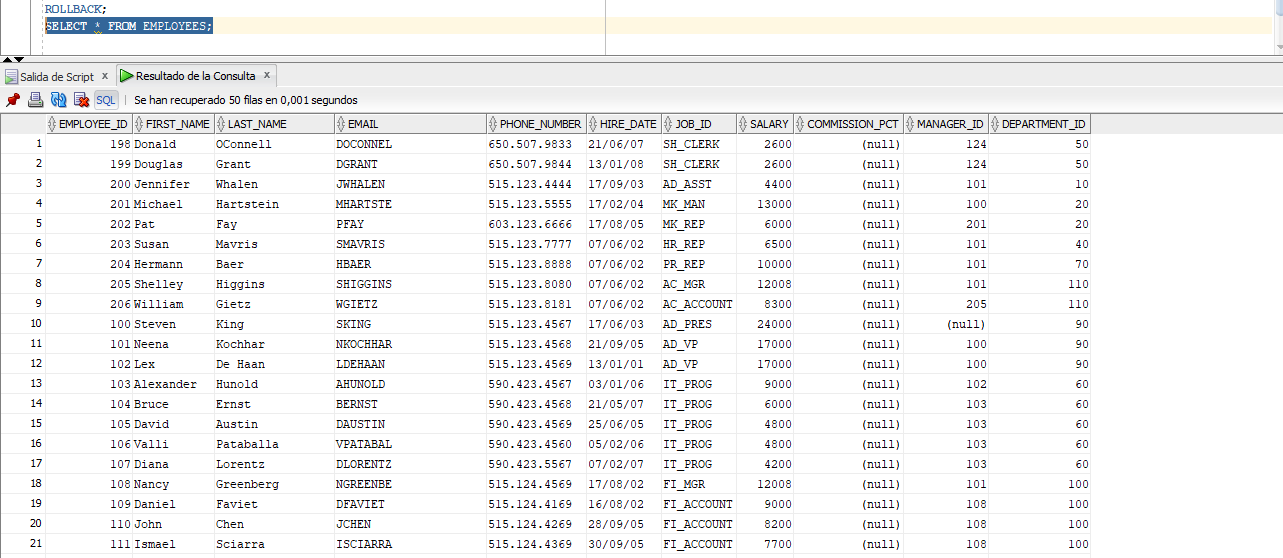 ROLLBACK;
SELECT * FROM EMPLOYEES;
Salida de Script x Resultado de la Consulta x
SQL | Se han recuperado 50 filas en 0,001 segundos
EMPLOYEE_ID FIRST_NAME LAST_NAME EMAIL PHONE_NUMBER HIRE_DATE JOB_ID SALARY COMMISSION_PCT MANAGER_ID DEPARTMENT_ID
1 198 Donald OConnell DOCONNEL 650.507.9833 21/06/07 SH_CLERK 2600 (null) 124 50
2 199 Douglas Grant DGRANT 650.507.9844 13/01/08 SH_CLERK 2600 (null) 124 50
3 200 Jennifer Whalen JWHALEN 515.123.4444 17/09/03 AD_ASST 4400 (null) 101 10
4 201 Michael Hartstein MHARTSTE 515.123.5555 17/02/04 MK_MAN 13000 (null) 100 20
5 202 Pat Fay PFAY 603.123.6666 17/08/05 MK_REP 6000 (null) 201 20
6 203 Susan Mavris SMAVRIS 515.123.7777 07/06/02 HR_REP 6500 (null) 101 40
7 204 Hermann Baer HBAER 515.123.8888 07/06/02 PR_REP 10000 (null) 101 70
8 205 Shelley Higgins SHIGGINS 515.123.8080 07/06/02 AC_MGR 12008 (null) 101 110
9 206 William Gietz WGIETZ 515.123.8181 07/06/02 AC_ACCOUNT 8300 (null) 205 110
10 100 Steven King SKING 515.123.4567 17/06/03 AD_PRES 24000 (null) (null) 90
11 101 Neena Kochhar NKOCHHAR 515.123.4568 21/09/05 AD_VP 17000 (null) 100 90
12 102 Lex De Haan LDEHAAN 515.123.4569 13/01/01 AD_VP 17000 (null) 100 90
13 103 Alexander Hunold AHUNOLD 590.423.4567 03/01/06 IT_PROG 9000 (null) 102 60
14 104 Bruce Ernst BERNST 590.423.4568 21/05/07 IT_PROG 6000 (null) 103 60
15 105 David Austin DAUSTIN 590.423.4569 25/06/05 IT_PROG 4800 (null) 103 60
16 106 Valli Pataballa VPATABAL 590.423.4560 05/02/06 IT_PROG 4800 (null) 103 60
17 107 Diana Lorentz DLORENTZ 590.423.5567 07/02/07 IT_PROG 4200 (null) 103 60
18 108 Nancy Greenberg NGREENBE 515.124.4569 17/08/02 FI_MGR 12008 (null) 101 100
19 109 Daniel Faviet DFAVIET 515.124.4169 16/08/02 FI_ACCOUNT 9000 (null) 108 100
20 110 John Chen JCHEN 515.124.4269 28/09/05 FI_ACCOUNT 8200 (null) 108 100
21 111 Ismael Sciarra ISCIARRA 515.124.4369 30/09/05 FI_ACCOUNT 7700 (null) 108 100